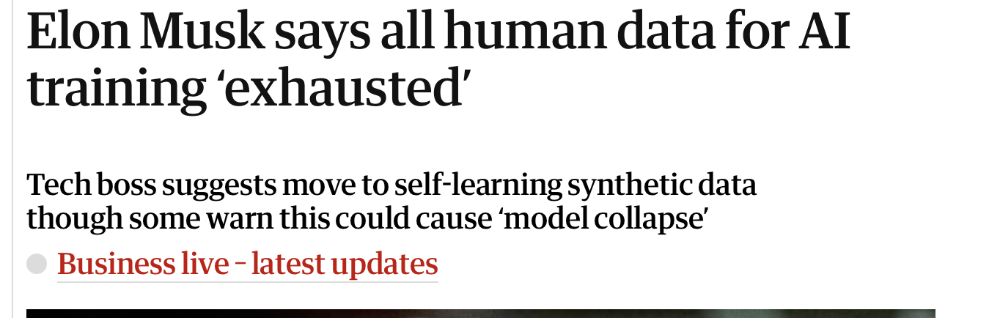 Elon Musk says all human data for AI
training ‘exhausted’
Tech boss suggests move to self-learning synthetic data
though some warn this could cause ‘model collapse’
Business live – latest updates